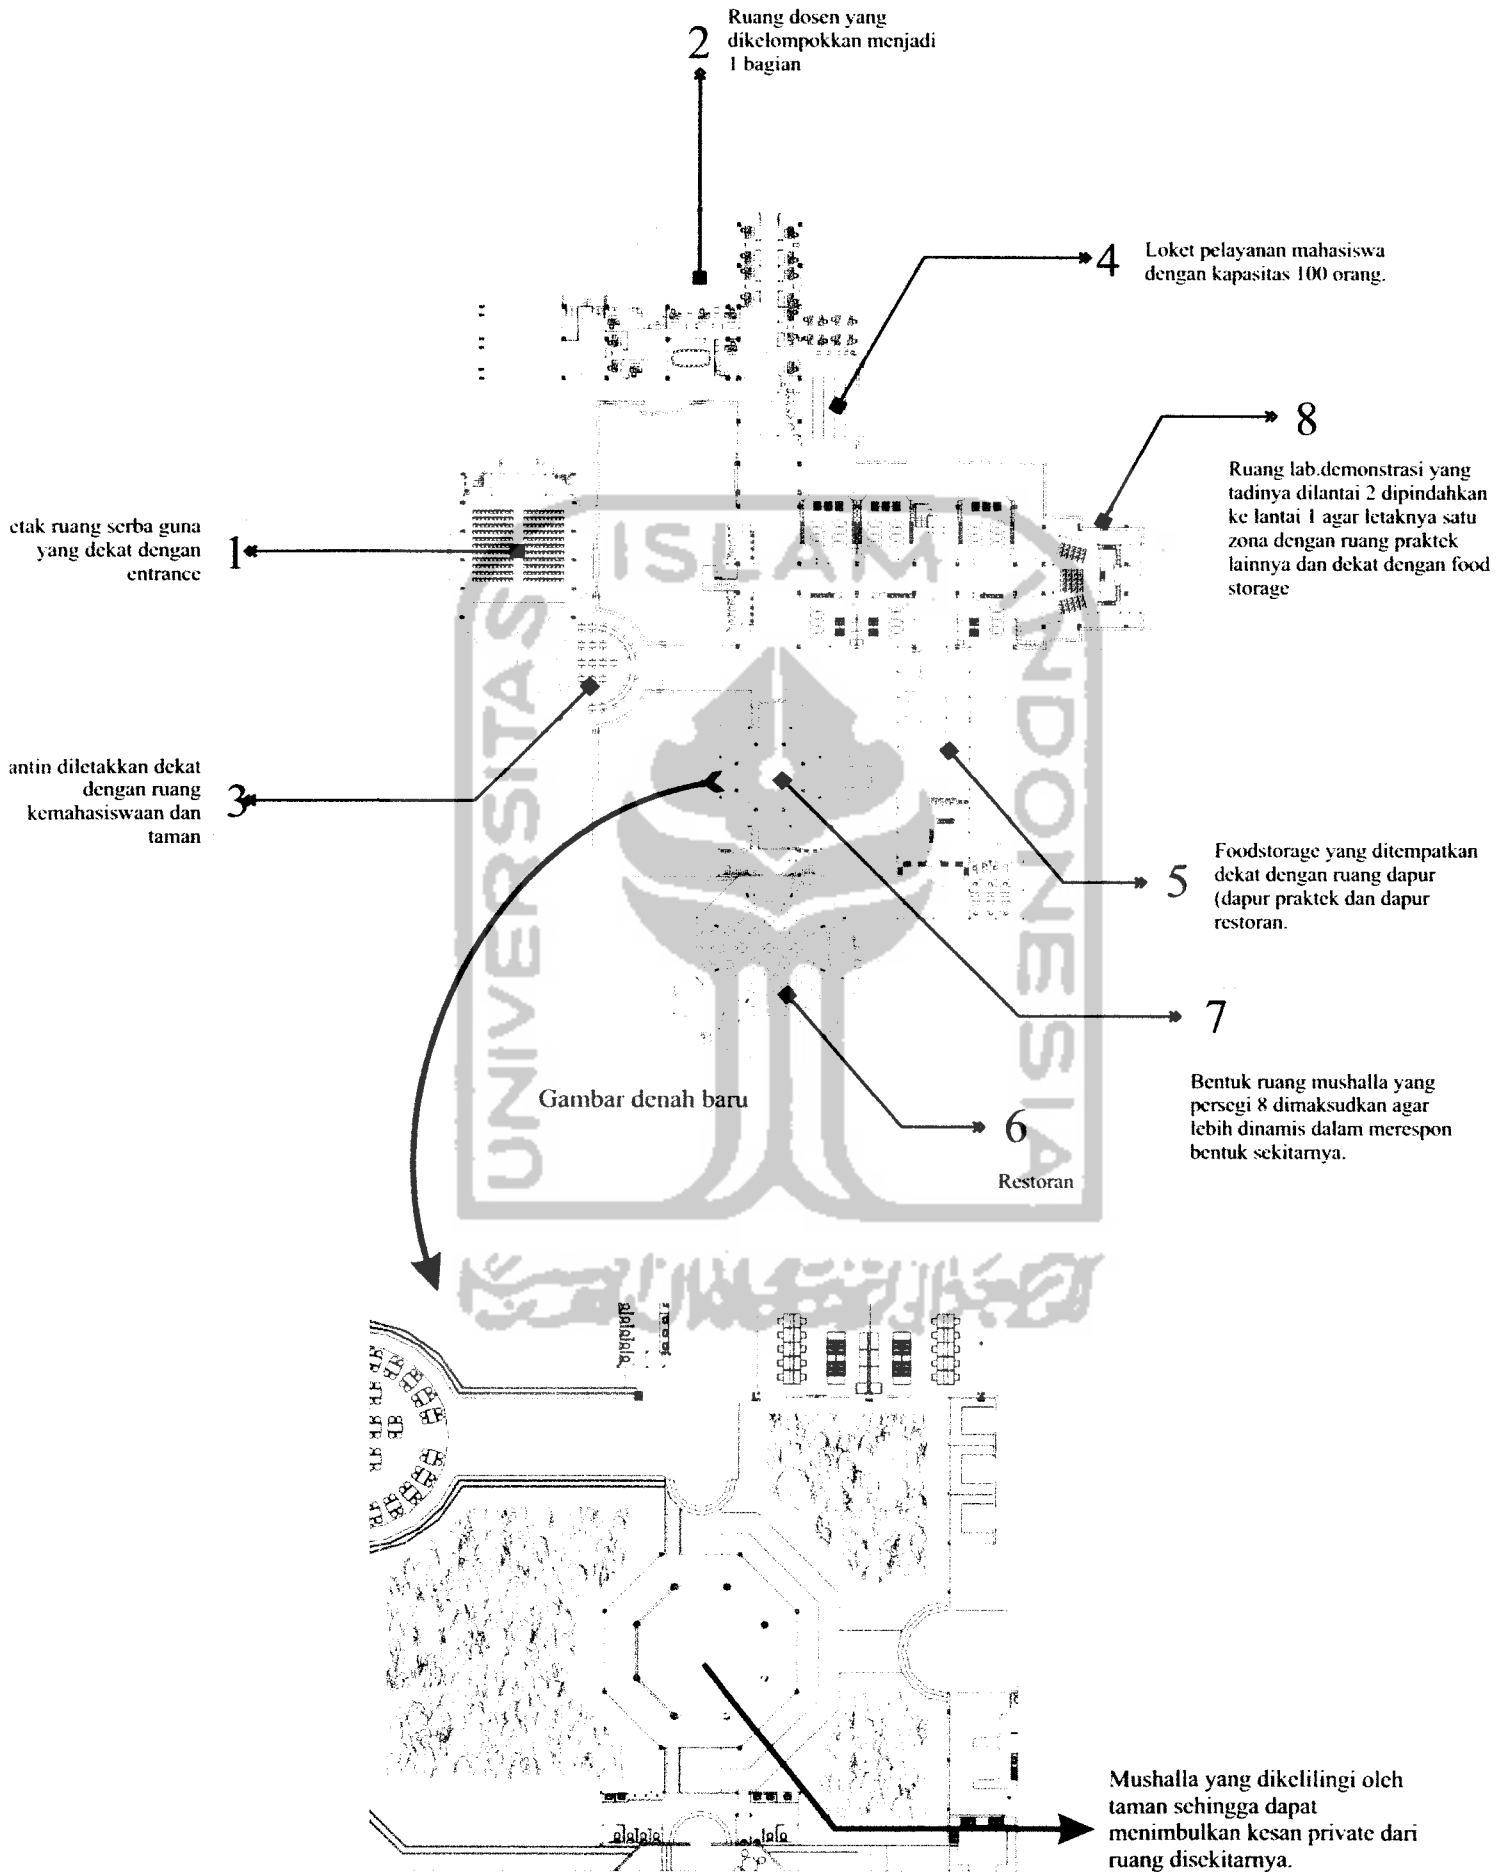 2
Ruang dosen yang
dikelompokkan menjadi
1 bagian
4
Loket pelayanan mahasiswa
dengan kapasitas 100 orang.
8
Ruang lab.demonstrasi yang
tadinya dilantai 2 dipindahkan
ke lantai 1 agar letaknya satu
zona dengan ruang praktek
lainnya dan dekat dengan food
storage
etak ruang serba guna
yang dekat dengan
entrance
1
antin diletakkan dekat
dengan ruang
kemahasiswaan dan
taman
3
5
Foodstorage yang ditempatkan
dekat dengan ruang dapur
(dapur praktek dan dapur
restoran.
7
Bentuk ruang mushalla yang
persegi 8 dimaksudkan agar
lebih dinamis dalam merespon
bentuk sekitarnya.
Gambar denah baru
6
Restoran
UNIVERSITAS
ISLAM
INDONESIA
Mushalla yang dikelilingi oleh
taman sehingga dapat
menimbulkan kesan private dari
ruang disekitarnya.